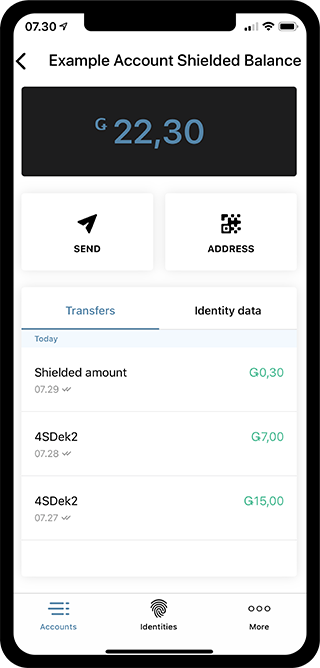 07.30
Example Account Shielded Balance
Ǥ 22,30
SEND
ADDRESS
Transfers
Identity data
Today
Shielded amount
Ǥ0,30
07.29
4SDek2
Ǥ7,00
07.28
4SDek2
Ǥ15,00
07.27
Accounts
Identities
More